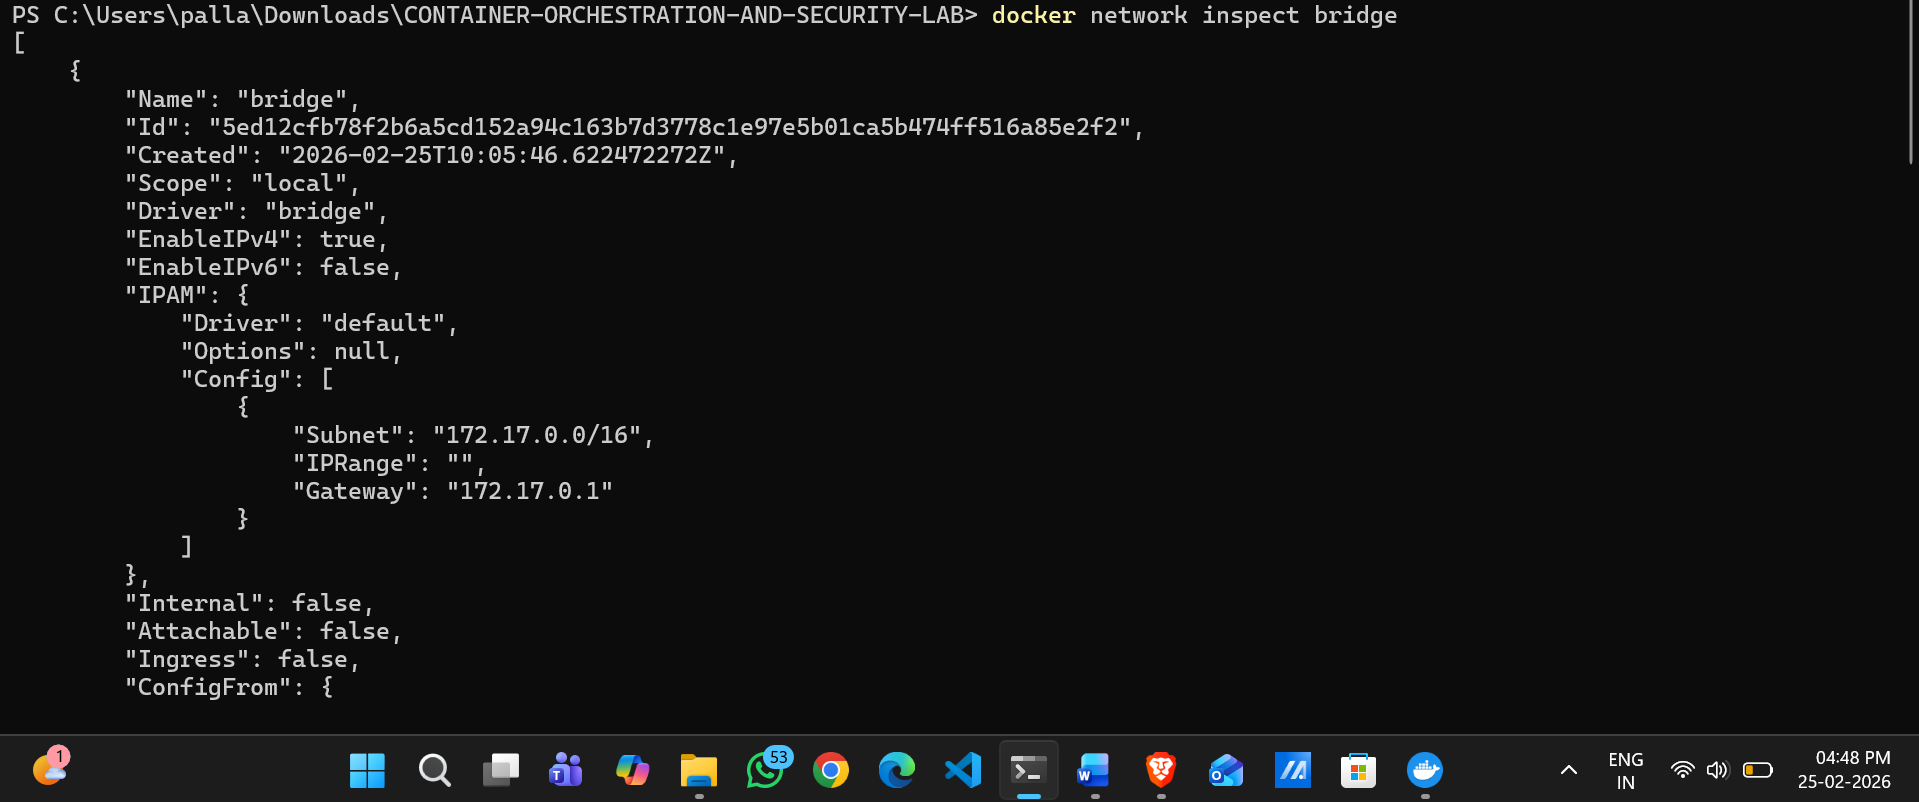 PS C:\Users\palla\Downloads\CONTAINER-ORCHESTRATION-AND-SECURITY-LAB> docker network inspect bridge
[
    {
        "Name": "bridge",
        "Id": "5ed12cfb78f2b6a5cd152a94c163b7d3778c1e97e5b01ca5b474ff516a85e2f2",
        "Created": "2026-02-25T10:05:46.622472272Z",
        "Scope": "local",
        "Driver": "bridge",
        "EnableIPv4": true,
        "EnableIPv6": false,
        "IPAM": {
            "Driver": "default",
            "Options": null,
            "Config": [
                {
                    "Subnet": "172.17.0.0/16",
                    "IPRange": "",
                    "Gateway": "172.17.0.1"
                }
            ]
        },
        "Internal": false,
        "Attachable": false,
        "Ingress": false,
        "ConfigFrom": {
1
T
53
W
O
ENG
IN
04:48 PM
25-02-2026